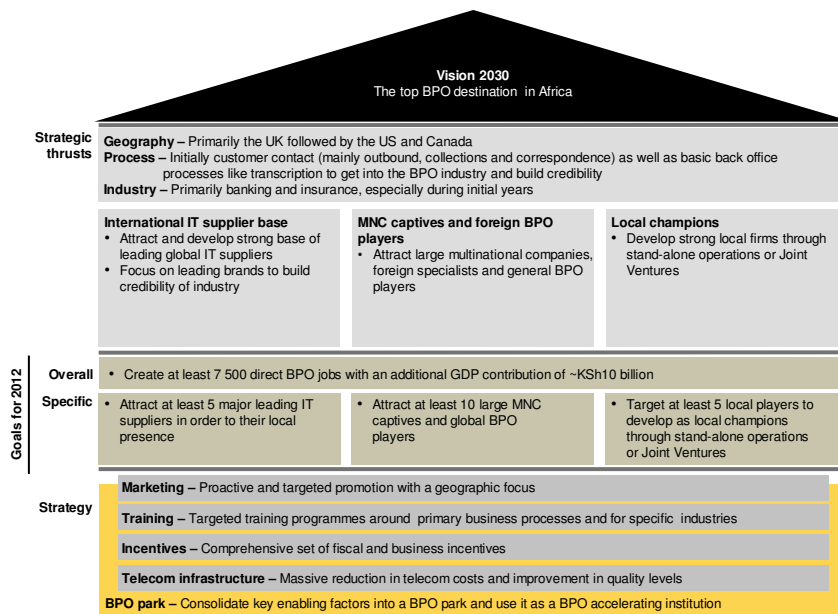 Vision 2030
The top BPO destination in Africa
Strategic
thrusts
Geography – Primarily the UK followed by the US and Canada
Process – Initially customer contact (mainly outbound, collections and correspondence) as well as basic back office
processes like transcription to get into the BPO industry and build credibility
Industry – Primarily banking and insurance, especially during initial years
International IT supplier base
• Attract and develop strong base of
leading global IT suppliers
• Focus on leading brands to build
credibility of industry
MNC captives and foreign BPO
players
• Attract large multinational companies,
foreign specialists and general BPO
players
Local champions
• Develop strong local firms through
stand-alone operations or Joint
Ventures
Goals for 2012
Overall
• Create at least 7 500 direct BPO jobs with an additional GDP contribution of ~KSh10 billion
Specific
• Attract at least 5 major leading IT
suppliers in order to their local
presence
• Attract at least 10 large MNC
captives and global BPO
players
• Target at least 5 local players to
develop as local champions
through stand-alone operations
or Joint Ventures
Strategy
Marketing – Proactive and targeted promotion with a geographic focus
Training – Targeted training programmes around primary business processes and for specific industries
Incentives – Comprehensive set of fiscal and business incentives
Telecom infrastructure – Massive reduction in telecom costs and improvement in quality levels
BPO park – Consolidate key enabling factors into a BPO park and use it as a BPO accelerating institution